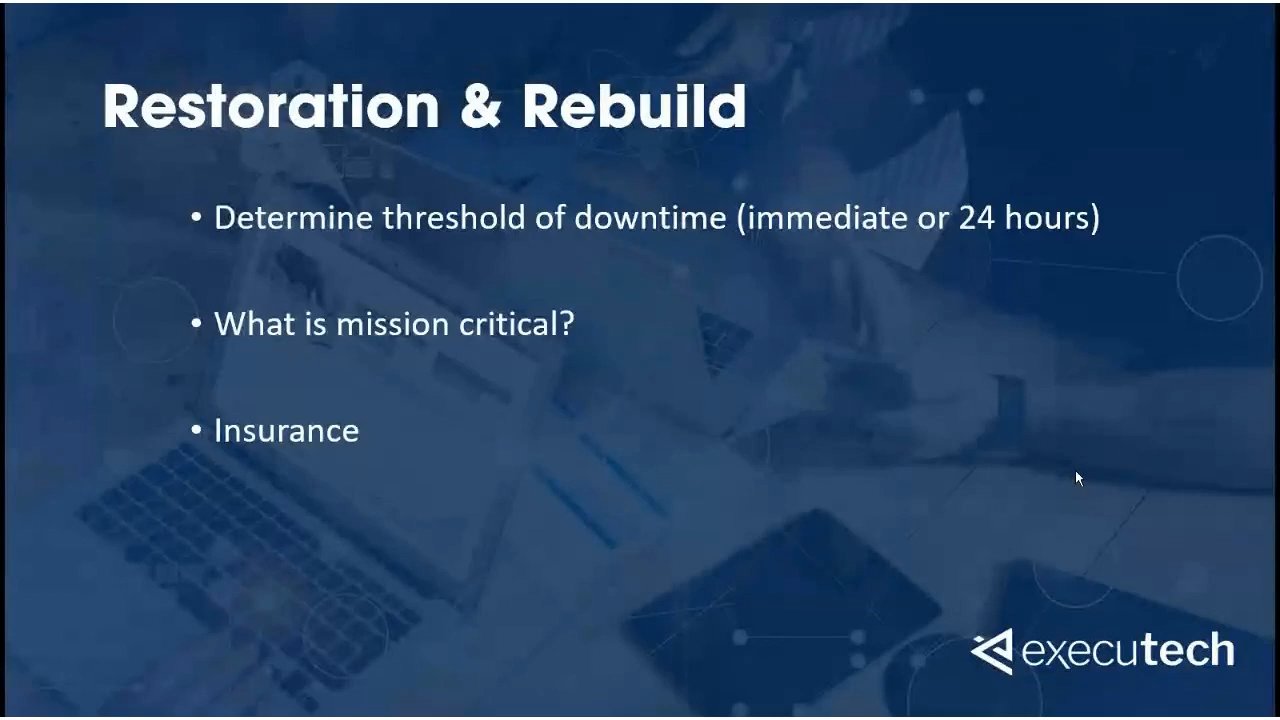 Restoration & Rebuild
• Determine threshold of downtime (immediate or 24 hours)
• What is mission critical?
• Insurance
executech